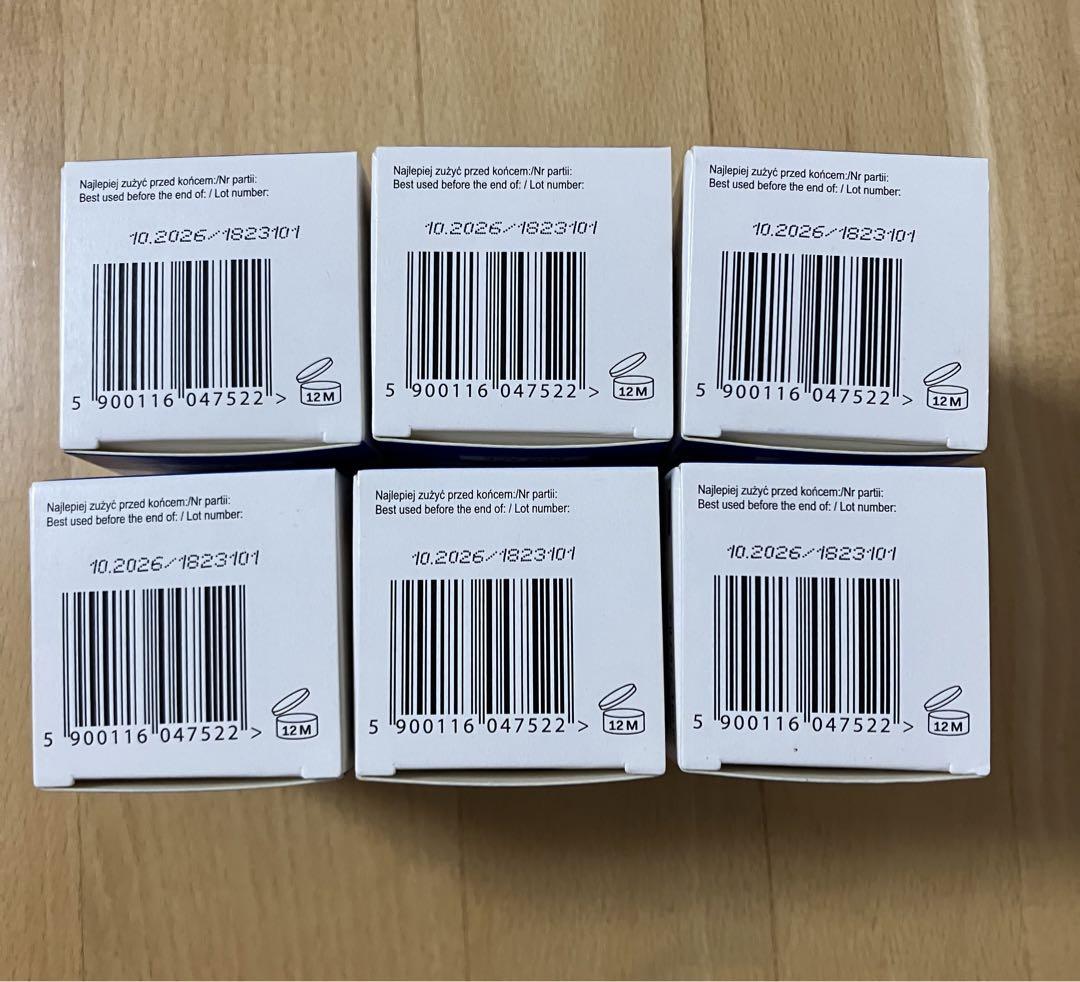 Najlepiej zużyć przed końcem:/Nr partii:
Best used before the end of: / Lot number:
10.2026/1823101
5 900116 047522 >
12M
Najlepiej zużyć przed końcem:/Nr partii:
Best used before the end of: / Lot number:
10.2026/1823101
5 900116 047522 >
12M
Najlepiej zużyć przed końcem:/Nr partii:
Best used before the end of: / Lot number:
10.2026/1823101
5 900116 047522 >
12M
Najlepiej zużyć przed końcem:/Nr partii:
Best used before the end of: / Lot number:
10.2026/1823101
5 900116 047522 >
12M
Najlepiej zużyć przed końcem:/Nr partii:
Best used before the end of: / Lot number:
10.2026/1823101
5 900116 047522 >
12M
Najlepiej zużyć przed końcem:/Nr partii:
Best used before the end of: / Lot number:
10.2026/1823101
5 900116 047522 >
12M